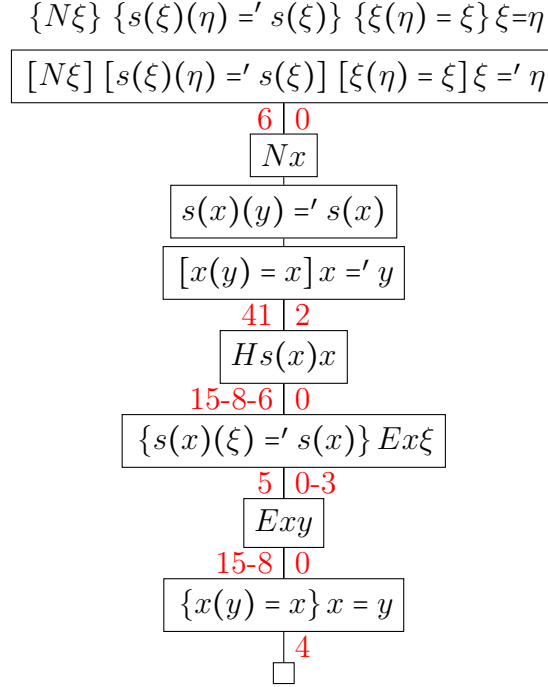 {Nξ} {s(ξ)(η) =′ s(ξ)} {ξ(η) = ξ} ξ=η
[Nξ] [s(ξ)(η) =′ s(ξ)] [ξ(η) = ξ] ξ =′ η
6 0
Nx
s(x)(y) =′ s(x)
[x(y) = x] x =′ y
41 2
Hs(x)x
15-8-6 0
{s(x)(ξ) =′ s(x)} Exξ
5 0-3
Exy
15-8 0
{x(y) = x} x = y
4